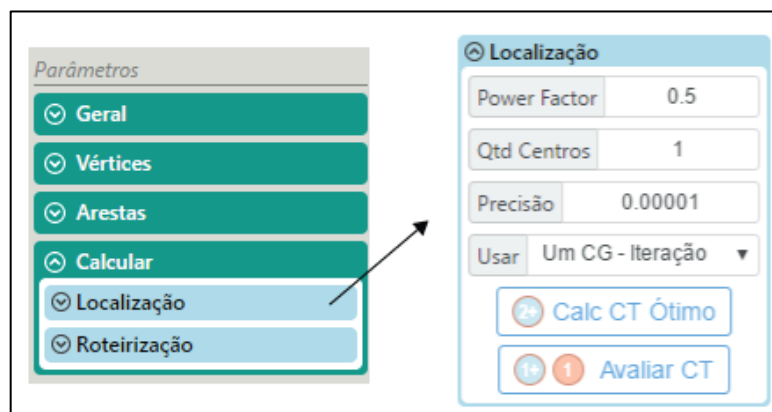 Parâmetros
Geral
Vértices
Arestas
Calcular
Localização
Roteirização
Localização
Power Factor 0.5
Qtd Centros 1
Precisão 0.00001
Usar Um CG - Iteração
2+ Calc CT Ótimo
1+ 1 Avaliar CT